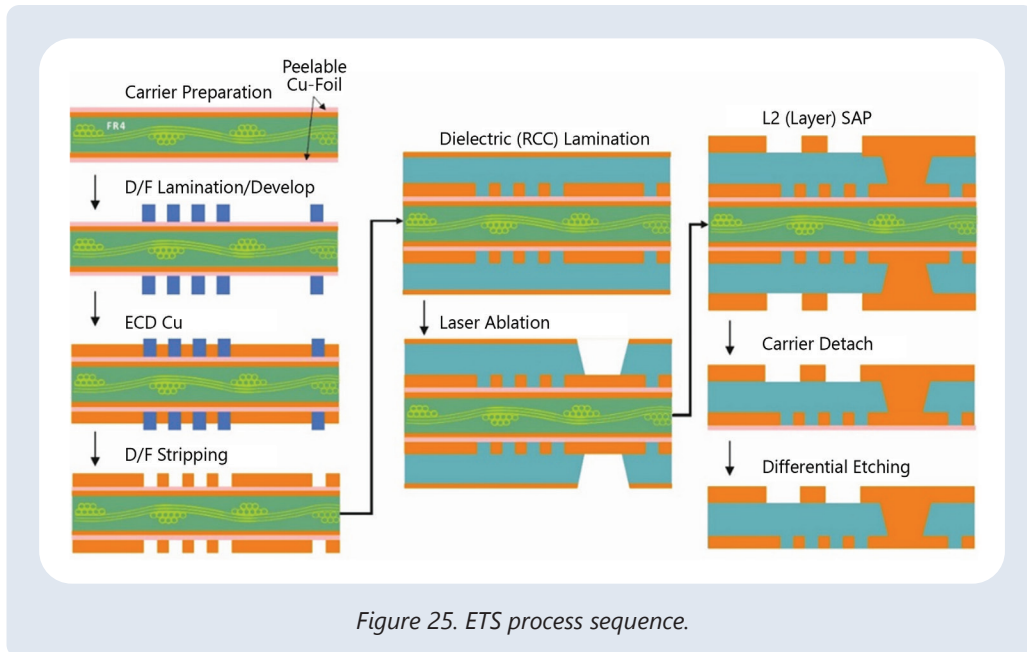 Carrier Preparation
Peelable
Cu-Foil
FR4
D/F Lamination/Develop
ECD Cu
D/F Stripping
Dielectric (RCC) Lamination
Laser Ablation
L2 (Layer) SAP
Carrier Detach
Differential Etching
Figure 25. ETS process sequence.